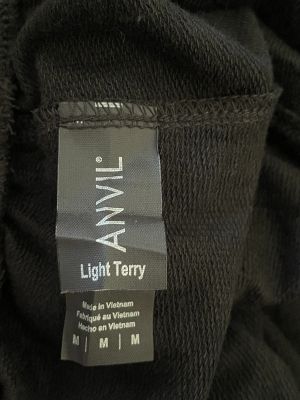 ANVIL®
Light Terry
Made in Vietnam
Fabriqué au Vietnam
Hecho en Vietnam
M | M | M